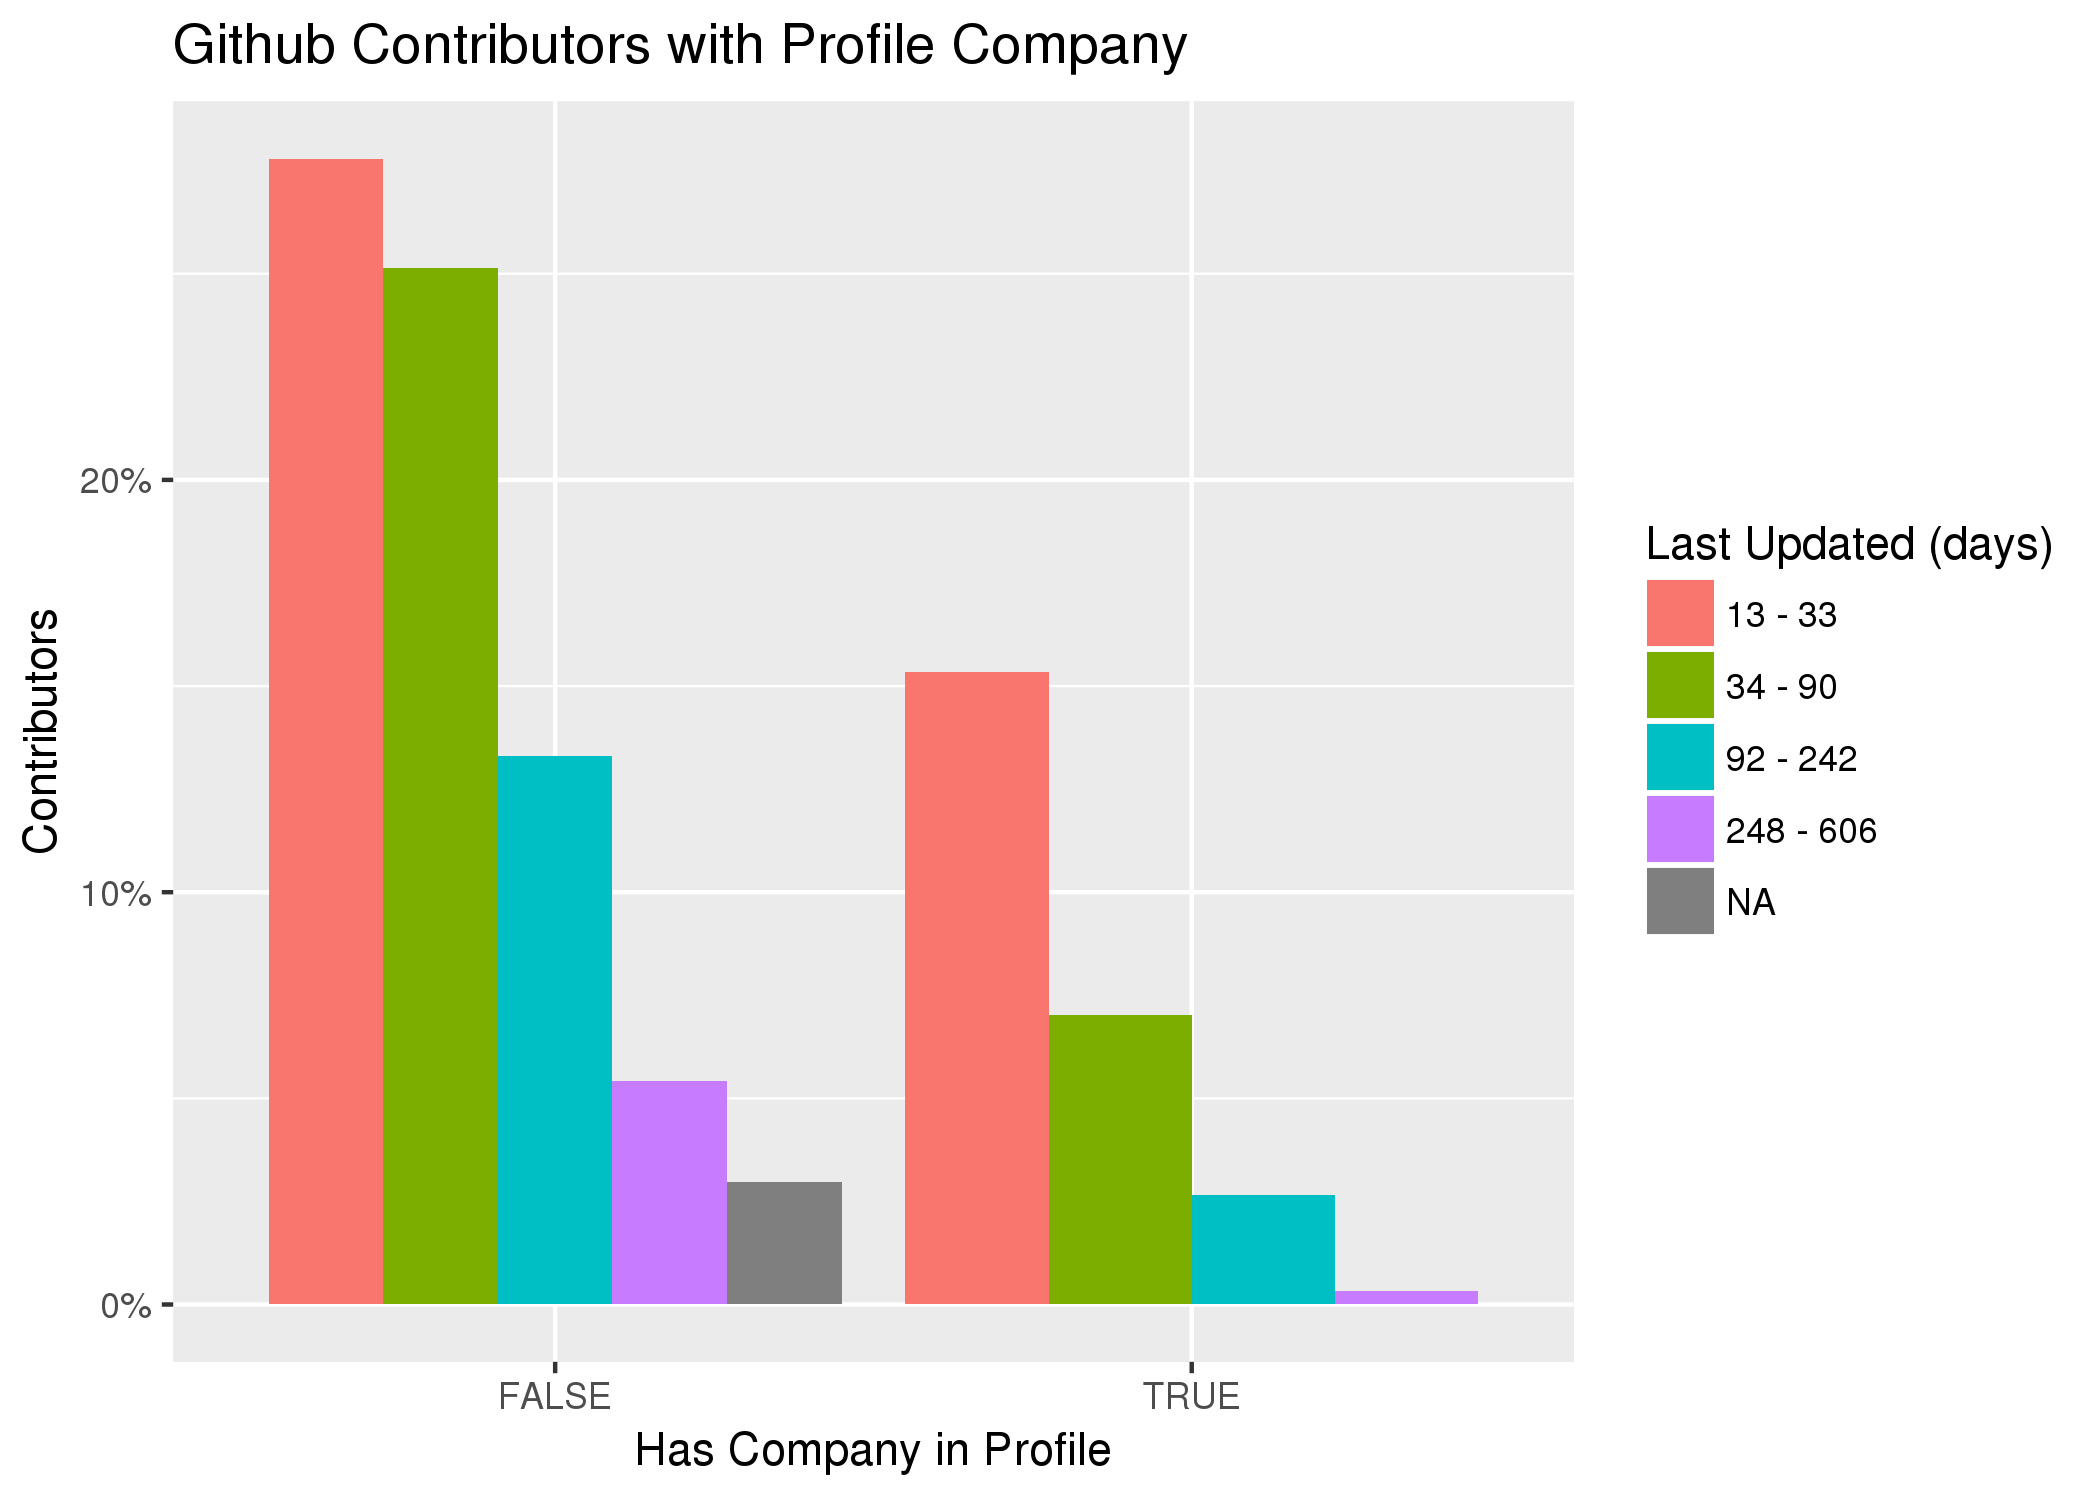 Github Contributors with Profile Company
Contributors
20%
10%
0%
FALSE
TRUE
Has Company in Profile
Last Updated (days)
13 - 33
34 - 90
92 - 242
248 - 606
NA